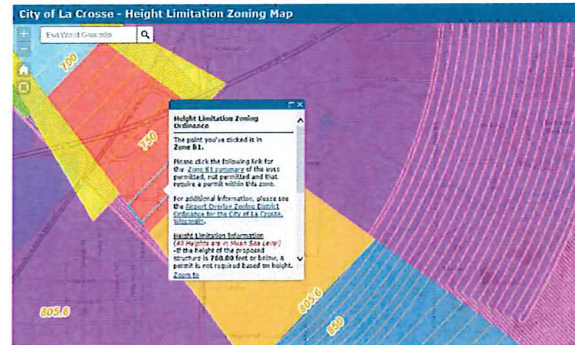 City of La Crosse - Height Limitation Zoning Map
700
750
Height Limitation Zoning
Ordinance
The point you've clicked is in
Zone B1.
Please click the following link for
the Zone B1 summary of the uses
permitted, not permitted and that
require a permit within this zone.
For additional information, please see
the Airport Overlay Zoning District
Ordinance for the City of La Crosse,
Wisconsin.
Height Limitation Information
(All Heights are in Mean Sea Level)
-If the height of the proposed
structure is 760.00 feet or below, a
permit is not required based on height.
Zoom to
805.6
805.6
850